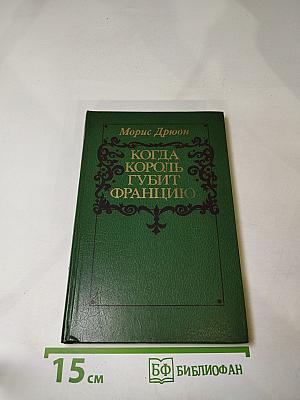 Морис Дрюон
КОГДА
КОРОЛЬ
ГУБИТ
ФРАНЦИЮ
15 см
БФ БИБЛИОФАН